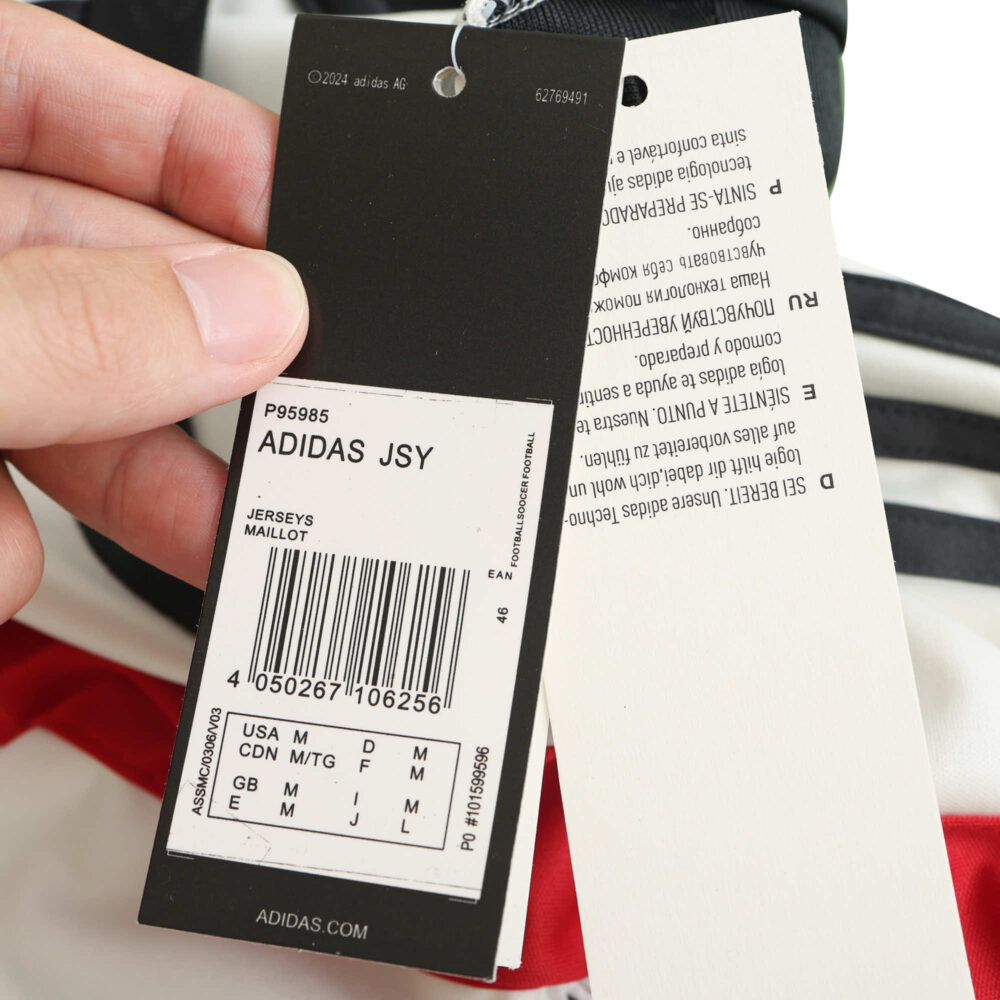 ©2024 adidas AG
62769491
P95985
ADIDAS JSY
JERSEYS
MAILLOT
FOOTBALLSOCCER FOOTBALL
EAN
46
4 050267 106256
ASSMC/0306/V03
USA M D M
CDN M/TG F M
GB M I M
E M J L
PO #101599596
ADIDAS.COM
D SEI BEREIT. Unsere adidas Techno-
logie hilft dir dabei,dich wohl un
auf alles vorbereitet zu fühlen.
E SIÉNTETE A PUNTO. Nuestra te
logía adidas te ayuda a sentir
comodo y preparado.
RU ПОЧУВСТВУЙ УВЕРЕННОСТ
Наша технология помож
чувствовать себя комф
собранно.
P SINTA-SE PREPARADO
tecnologia adidas aj
sinta confortável e